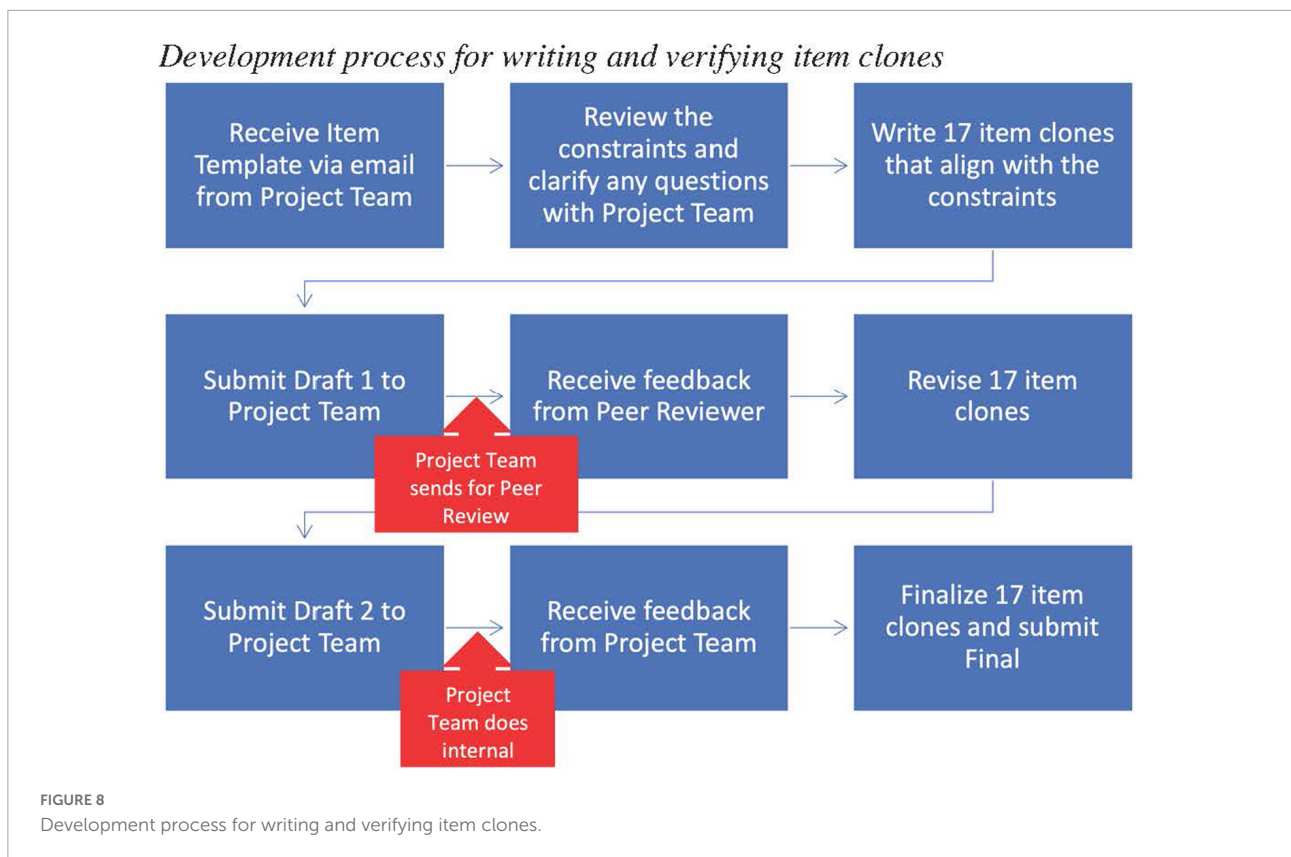 Development process for writing and verifying item clones
Receive Item
Template via email
from Project Team
Review the
constraints and
clarify any questions
with Project Team
Write 17 item clones
that align with the
constraints
Submit Draft 1 to
Project Team
Project Team
sends for Peer
Review
Receive feedback
from Peer Reviewer
Revise 17 item
clones
Submit Draft 2 to
Project Team
Project
Team does
internal
Receive feedback
from Project Team
Finalize 17 item
clones and submit
Final
FIGURE 8
Development process for writing and verifying item clones.